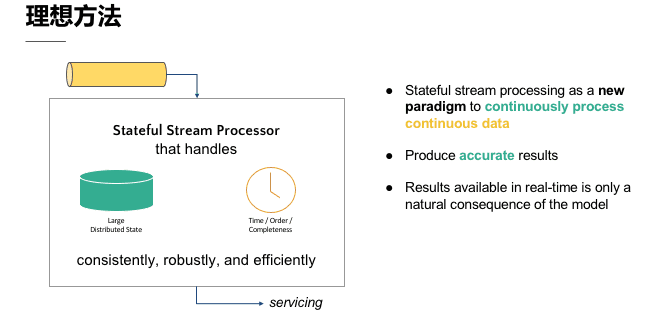 理想方法
Stateful Stream Processor
that handles
Large
Distributed State
Time / Order /
Completeness
consistently, robustly, and efficiently
servicing
● Stateful stream processing as a new
paradigm to continuously process
continuous data
● Produce accurate results
● Results available in real-time is only a
natural consequence of the model